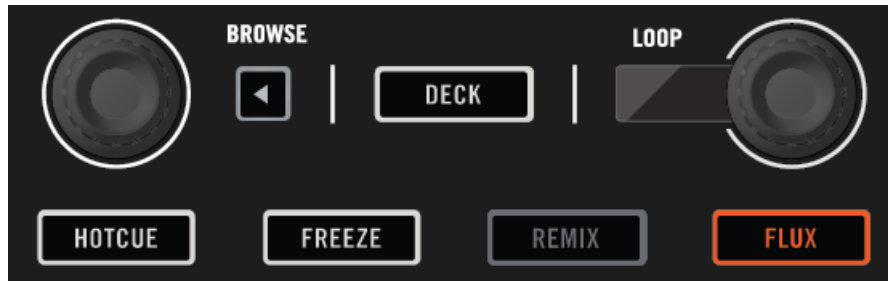 BROWSE
LOOP
DECK
HOTCUE
FREEZE
REMIX
FLUX